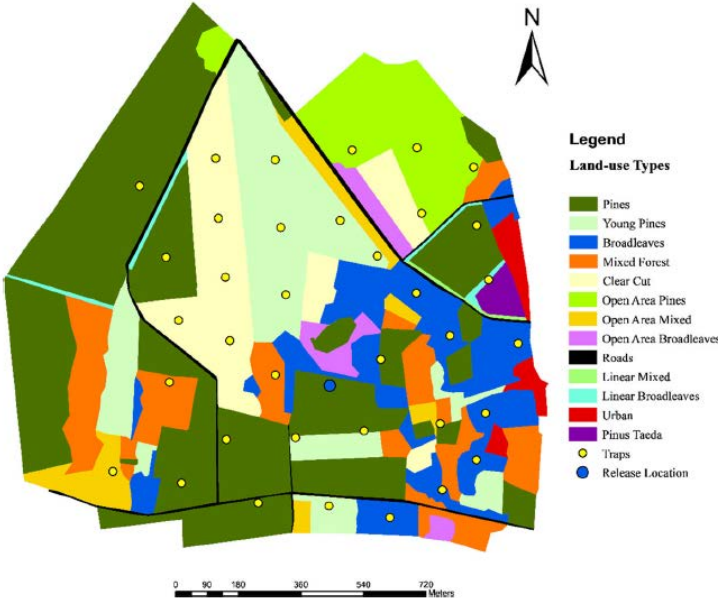 N
Legend
Land-use Types
Pines
Young Pines
Broadleaves
Mixed Forest
Clear Cut
Open Area Pines
Open Area Mixed
Open Area Broadleaves
Roads
Linear Mixed
Linear Broadleaves
Urban
Pinus Taeda
Traps
Release Location
0 90 180 360 540 720
Meters